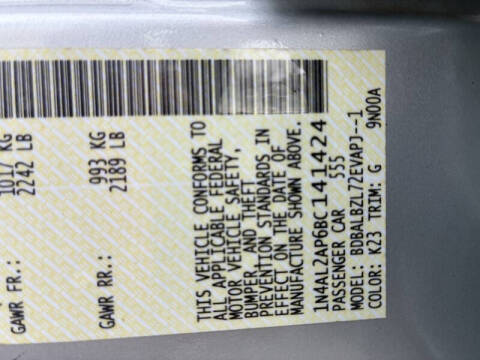 GAWR FR: 1017 KG
2242 LB
GAWR RR: 993 KG
2189 LB
THIS VEHICLE CONFORMS TO
ALL APPLICABLE FEDERAL
MOTOR VEHICLE SAFETY,
BUMPER, AND THEFT
PREVENTION STANDARDS IN
EFFECT ON THE DATE OF
MANUFACTURE SHOWN ABOVE.
1N4AL2AP6BC141424
PASSENGER CAR 555
MODEL: BDBALBZL72EVAPJ--1
COLOR: K23 TRIM: G 9N00A